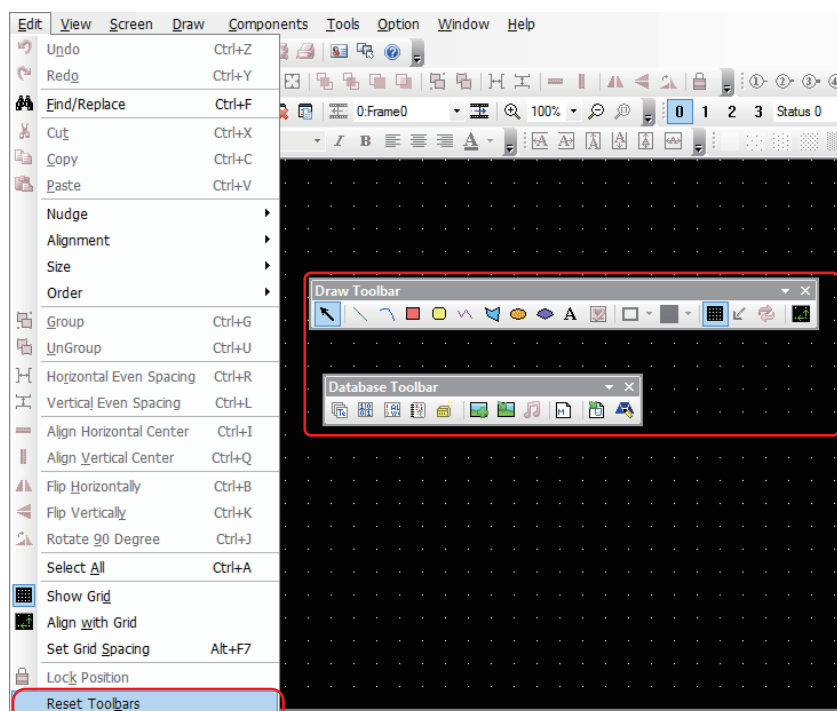 Edit View Screen Draw Components Tools Option Window Help
Undo Ctrl+Z
Redo Ctrl+Y
Find/Replace Ctrl+F
0:Frame0 100% 0 1 2 3 Status 0
Cut Ctrl+X
I B A
Copy Ctrl+C
Paste Ctrl+V
Nudge
Alignment
Size
Order
Draw Toolbar
A
Group Ctrl+G
UnGroup Ctrl+U
Horizontal Even Spacing Ctrl+R
Database Toolbar
Vertical Even Spacing Ctrl+L
Align Horizontal Center Ctrl+I
Align Vertical Center Ctrl+Q
Flip Horizontally Ctrl+B
Flip Vertically Ctrl+K
Rotate 90 Degree Ctrl+J
Select All Ctrl+A
Show Grid
Align with Grid
Set Grid Spacing Alt+F7
Lock Position
Reset Toolbars